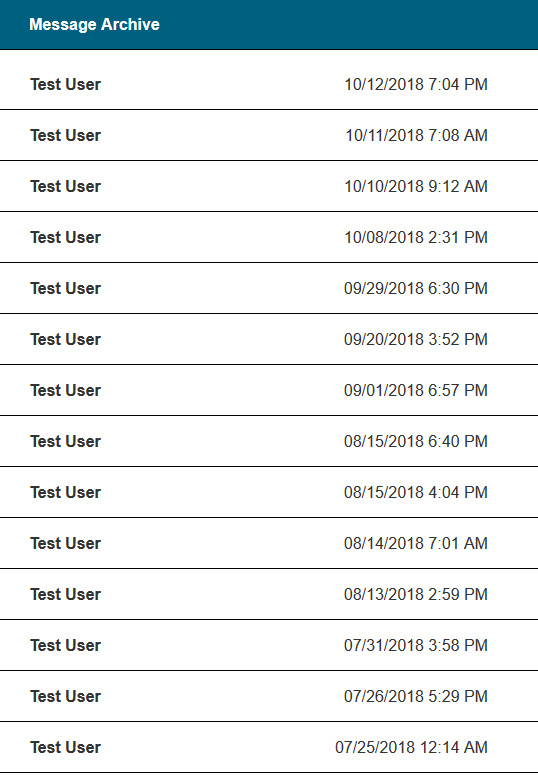 Message Archive
Test User 10/12/2018 7:04 PM
Test User 10/11/2018 7:08 AM
Test User 10/10/2018 9:12 AM
Test User 10/08/2018 2:31 PM
Test User 09/29/2018 6:30 PM
Test User 09/20/2018 3:52 PM
Test User 09/01/2018 6:57 PM
Test User 08/15/2018 6:40 PM
Test User 08/15/2018 4:04 PM
Test User 08/14/2018 7:01 AM
Test User 08/13/2018 2:59 PM
Test User 07/31/2018 3:58 PM
Test User 07/26/2018 5:29 PM
Test User 07/25/2018 12:14 AM